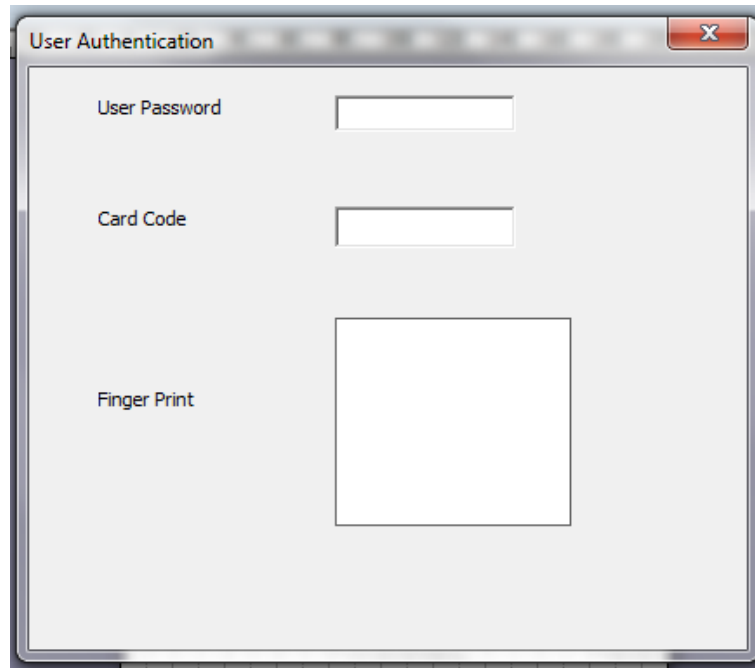 User Authentication
User Password
Card Code
Finger Print